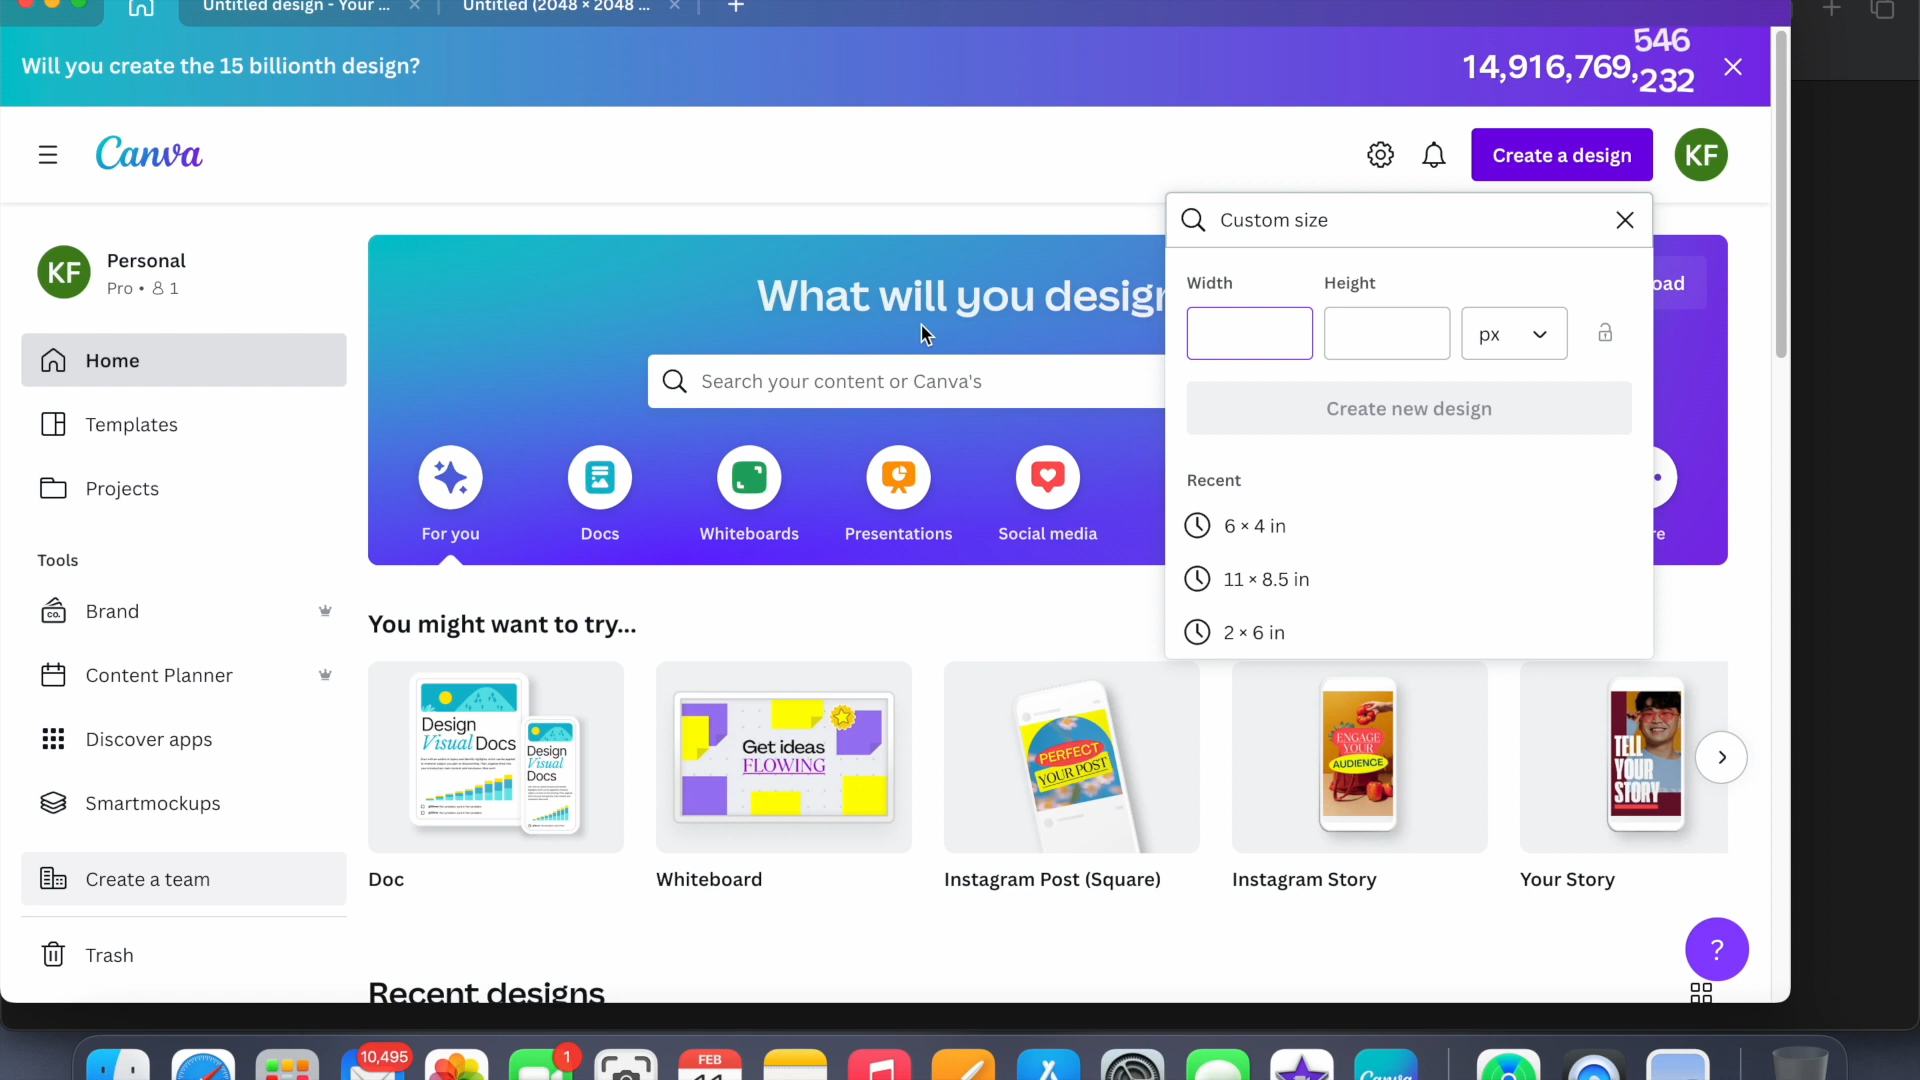 Untitled design - Your ...
Untitled (2048 × 2048 ...
Will you create the 15 billionth design?
546
14,916,769,232
Canva
Create a design
KF
Custom size
KF
Personal
Pro • 1
Width
Height
What will you design
oad
px
Home
Search your content or Canva's
Create new design
Templates
Recent
Projects
6 × 4 in
For you
Docs
Whiteboards
Presentations
Social media
re
Tools
11 × 8.5 in
Brand
CO.
You might want to try...
2 × 6 in
Content Planner
Design
Visual Docs
Design
Visual
Docs
Get ideas
FLOWING
PERFECT
YOUR POST
ENGAGE
YOUR
AUDIENCE
TELL
YOUR
STORY
Discover apps
Smartmockups
Create a team
Doc
Whiteboard
Instagram Post (Square)
Instagram Story
Your Story
Trash
?
Recent designs
10,495
1
FEB
Canva